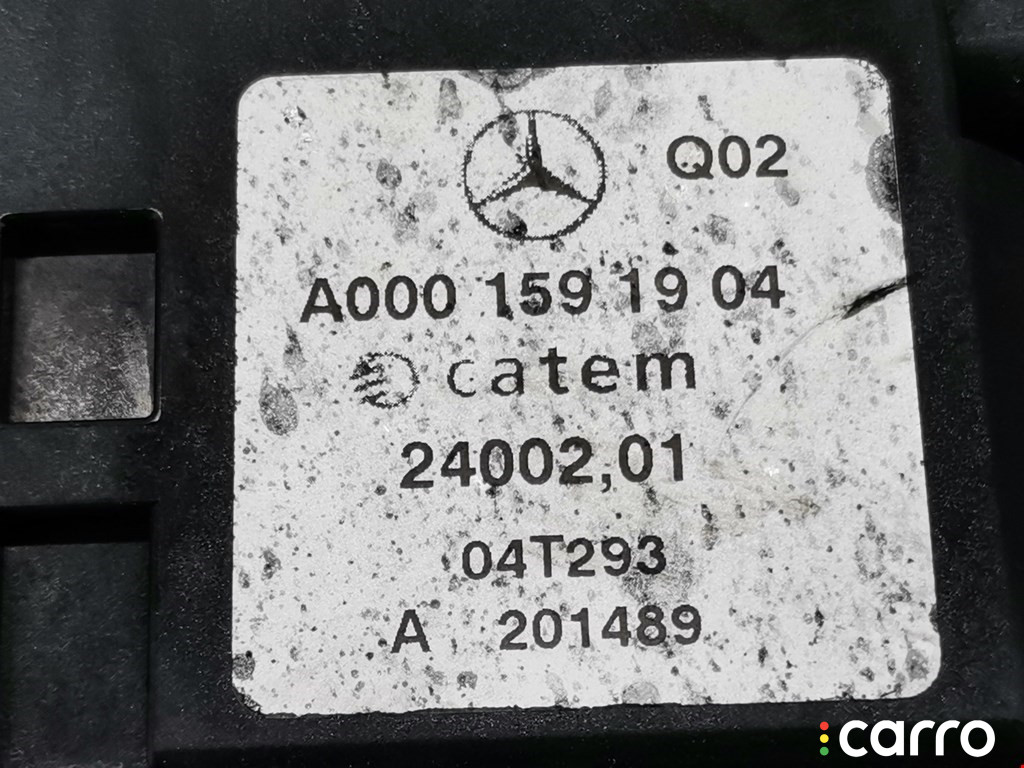 Q02
A000 159 19 04
catem
24002,01
04T293
A 201489
carro